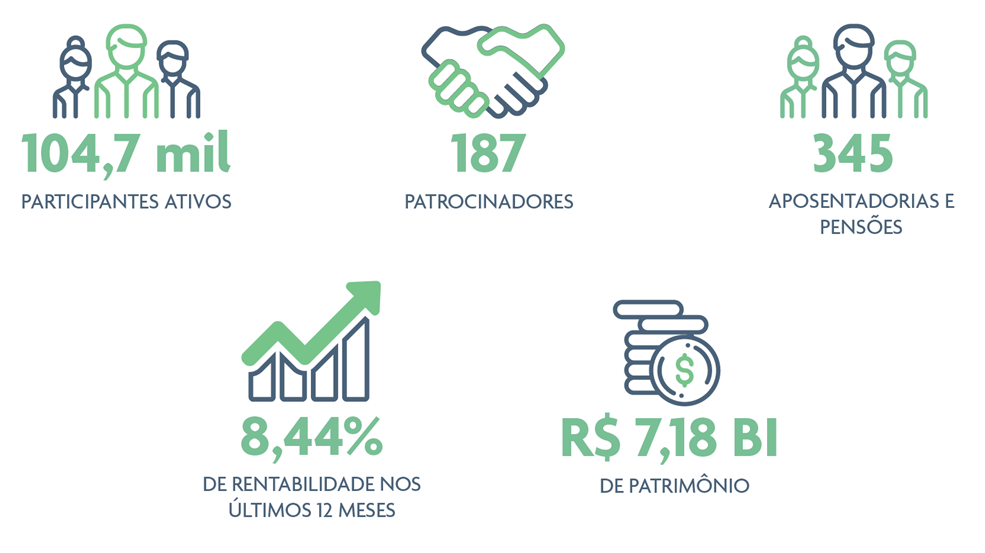 104,7 mil
PARTICIPANTES ATIVOS
187
PATROCINADORES
345
APOSENTADORIAS E
PENSÕES
8,44%
DE RENTABILIDADE NOS
ÚLTIMOS 12 MESES
$
R$ 7,18 BI
DE PATRIMÔNIO